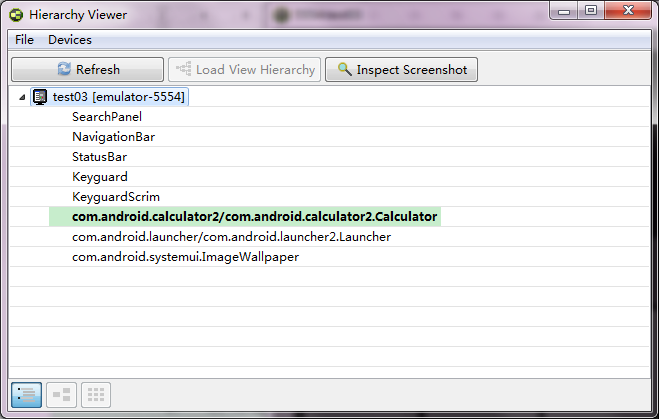 Hierarchy Viewer
File Devices
Refresh Load View Hierarchy Inspect Screenshot
test03 [emulator-5554]
SearchPanel
NavigationBar
StatusBar
Keyguard
KeyguardScrim
com.android.calculator2/com.android.calculator2.Calculator
com.android.launcher/com.android.launcher2.Launcher
com.android.systemui.ImageWallpaper